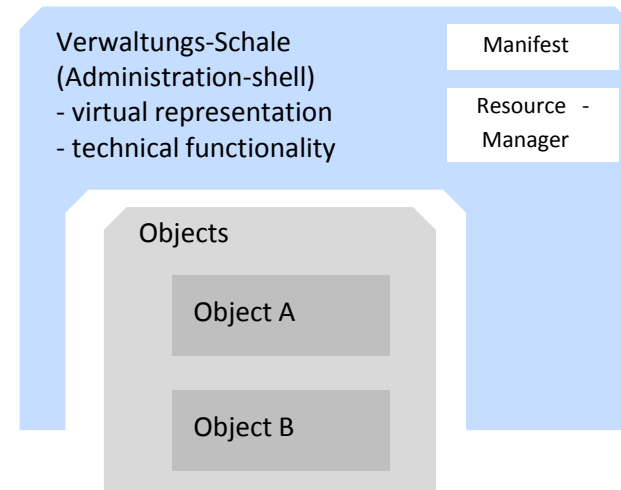 Verwaltungs-Schale
(Administration-shell)
- virtual representation
- technical functionality
Manifest
Resource -
Manager
Objects
Object A
Object B